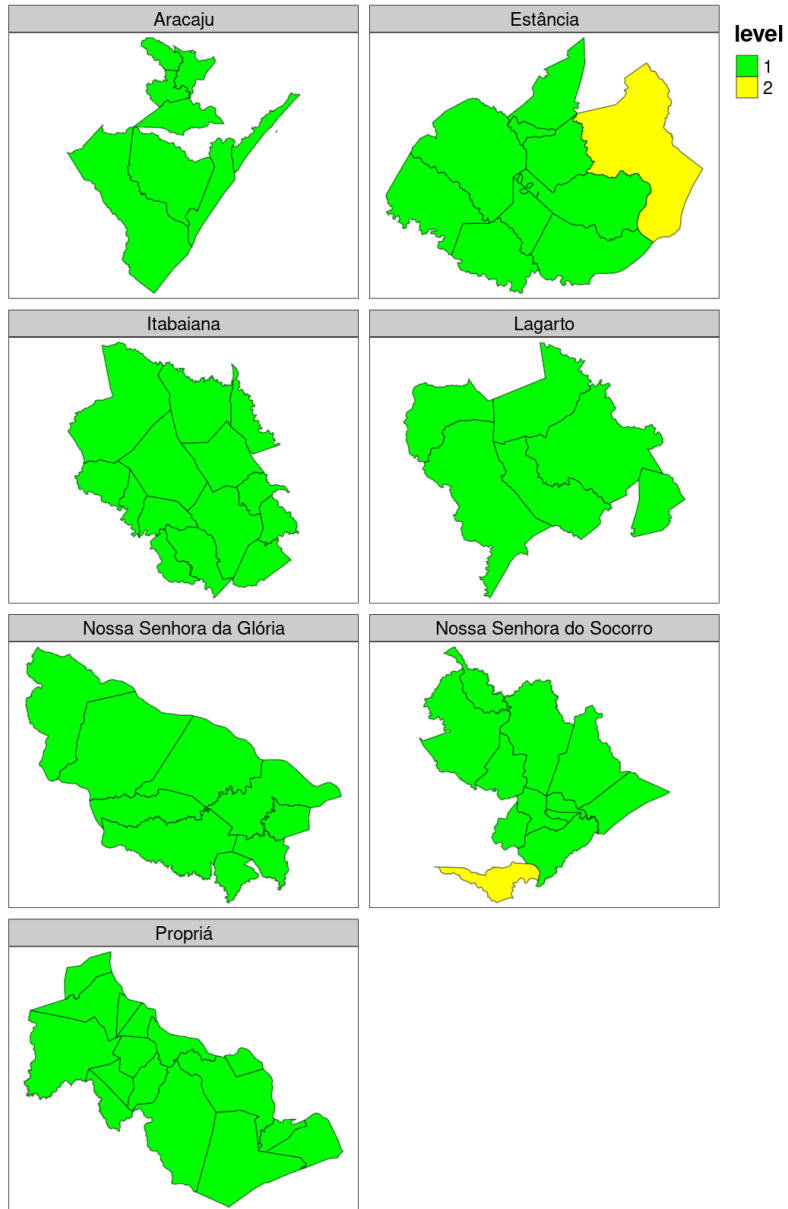 Aracaju
Estância
level
1
2
Itabaiana
Lagarto
Nossa Senhora da Glória
Nossa Senhora do Socorro
Propriá